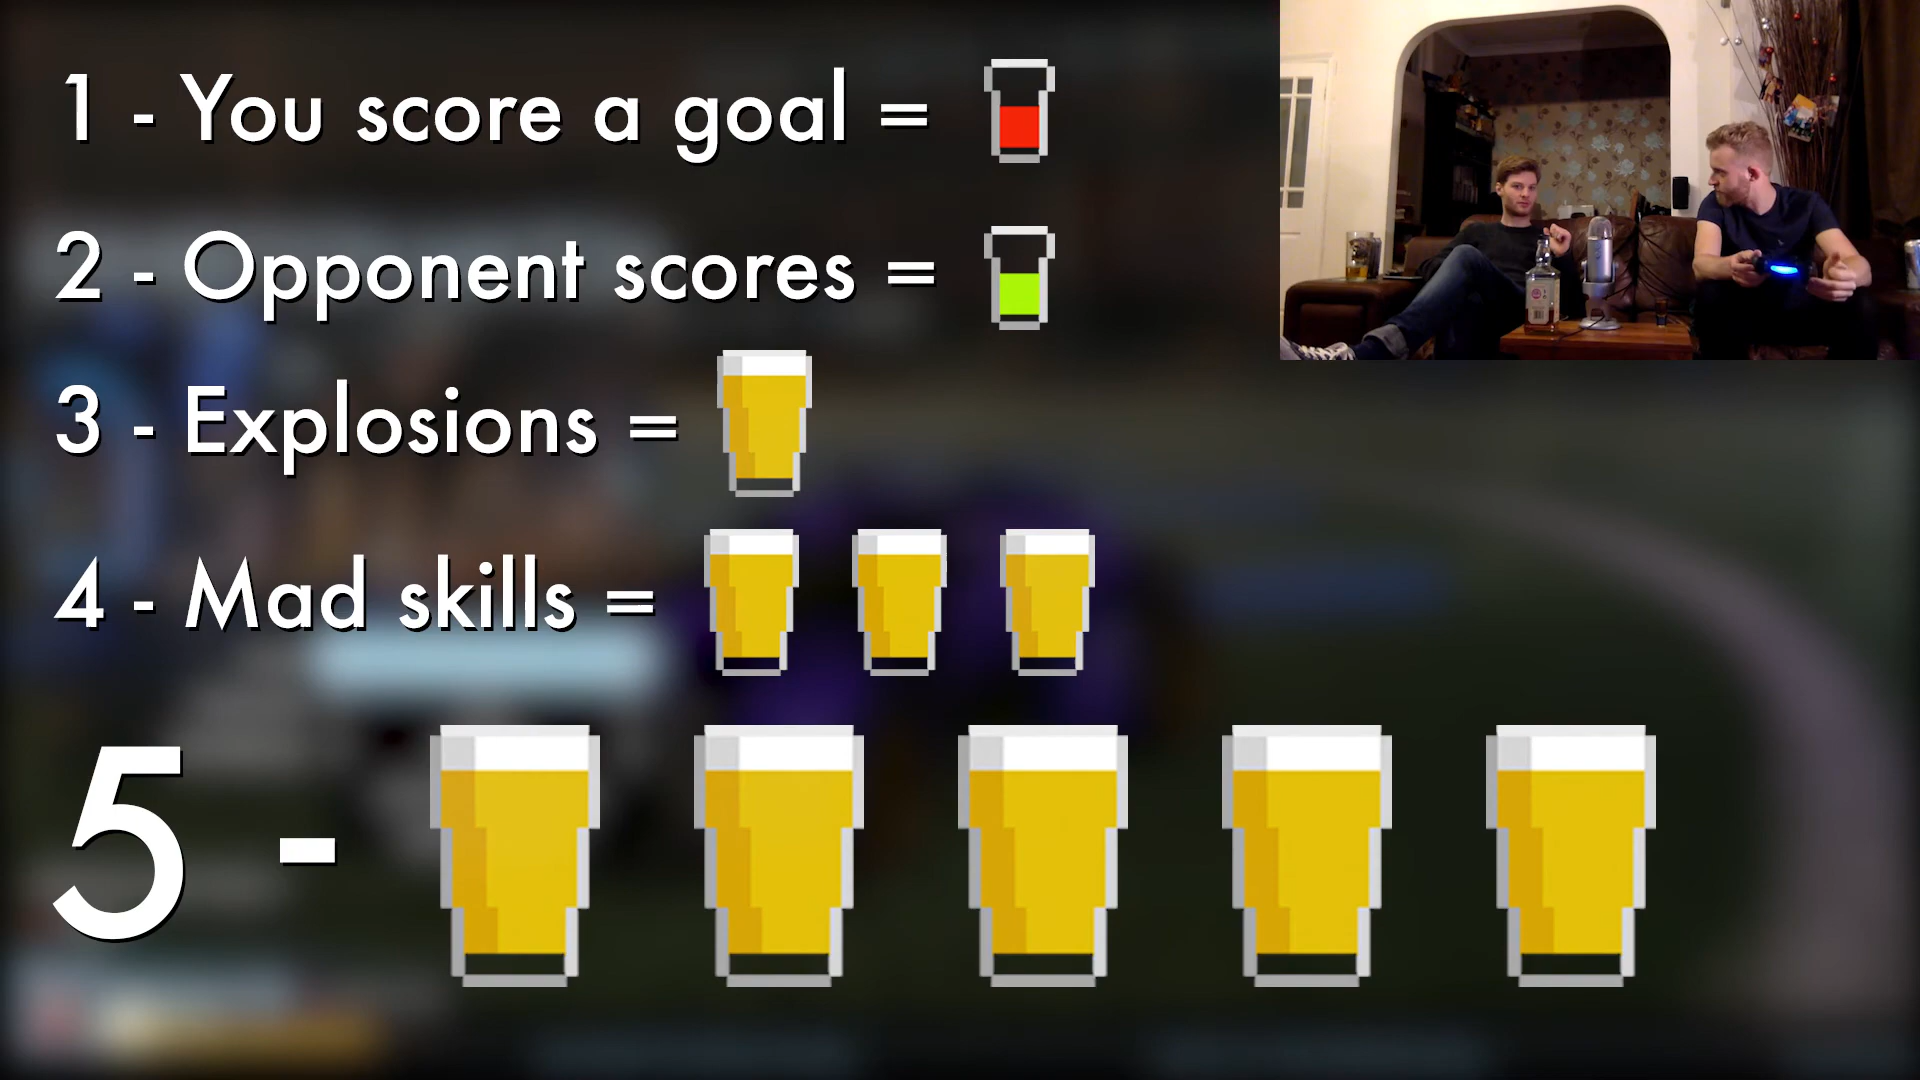 1 - You score a goal =
2 - Opponent scores =
3 - Explosions =
4 - Mad skills =
5 -